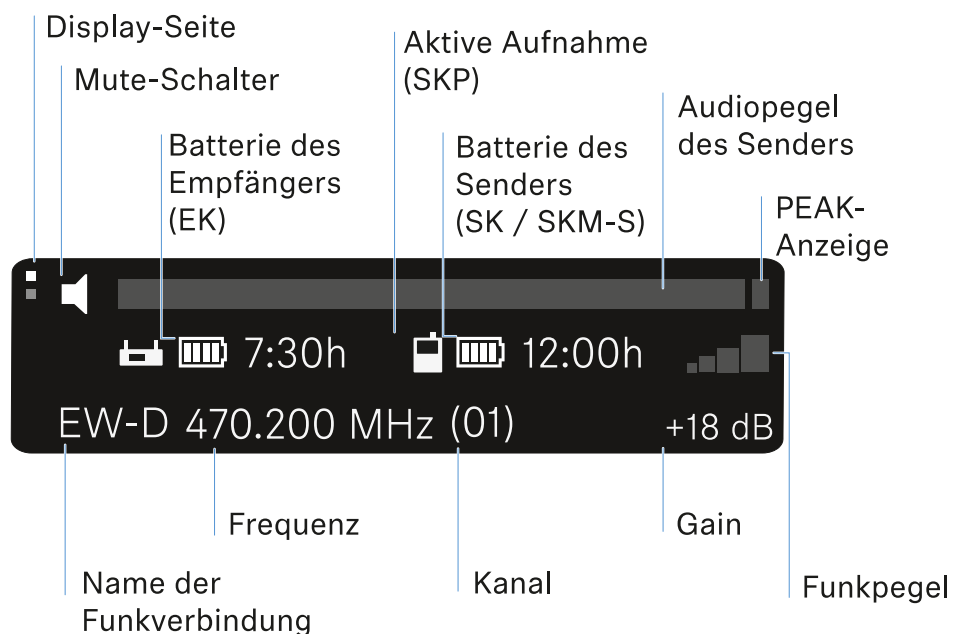 Display-Seite
Mute-Schalter
Aktive Aufnahme
(SKP)
Audiopegel
des Senders
Batterie des
Empfängers
(EK)
Batterie des
Senders
(SK / SKM-S)
PEAK-
Anzeige
7:30h
12:00h
EW-D 470.200 MHz (01)
+18 dB
Frequenz
Gain
Name der
Funkverbindung
Kanal
Funkpegel